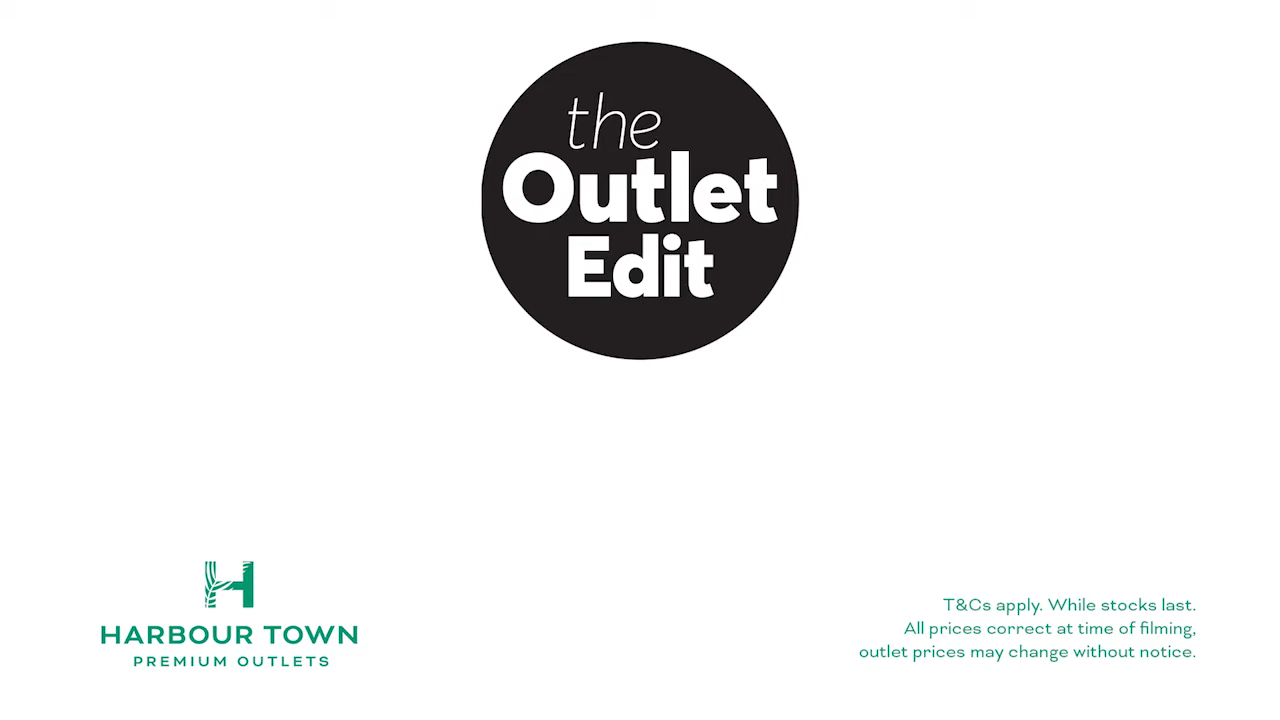 the
Outlet
Edit
HARBOUR TOWN
PREMIUM OUTLETS
T&Cs apply. While stocks last.
All prices correct at time of filming,
outlet prices may change without notice.